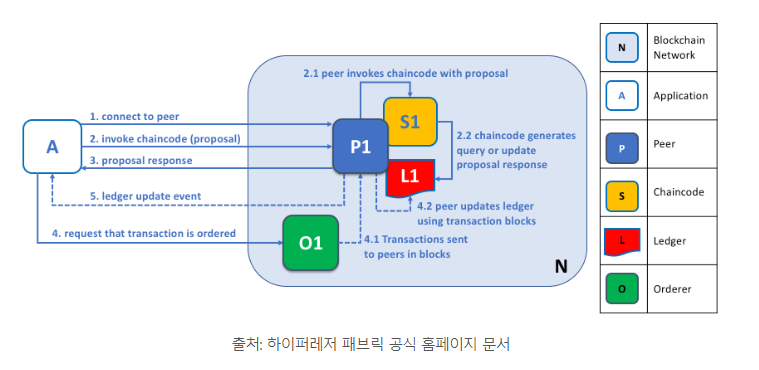 2.1 peer invokes chaincode with proposal
1. connect to peer
2. invoke chaincode (proposal)
3. proposal response
A
P1
S1
2.2 chaincode generates
query or update
proposal response
L1
5. ledger update event
4.2 peer updates ledger
using transaction blocks
4. request that transaction is ordered
O1
4.1 Transactions sent
to peers in blocks
N
N
Blockchain
Network
A
Application
P
Peer
S
Chaincode
L
Ledger
O
Orderer
출처: 하이퍼레저 패브릭 공식 홈페이지 문서